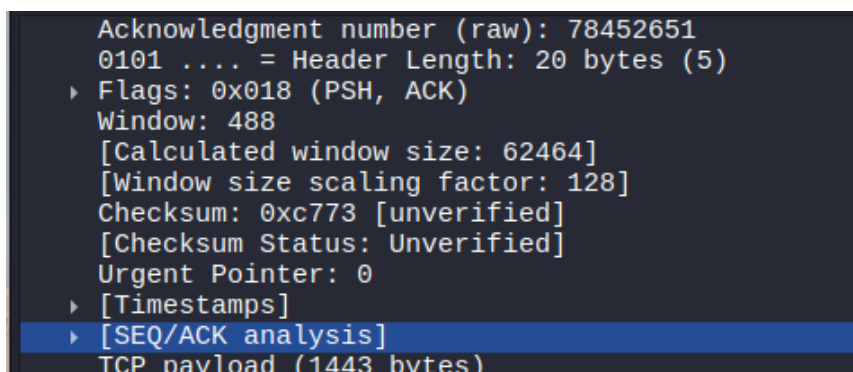 Acknowledgment number (raw): 78452651
0101 .... = Header Length: 20 bytes (5)
Flags: 0x018 (PSH, ACK)
Window: 488
[Calculated window size: 62464]
[Window size scaling factor: 128]
Checksum: 0xc773 [unverified]
[Checksum Status: Unverified]
Urgent Pointer: 0
[Timestamps]
[SEQ/ACK analysis]
TCP payload (1443 bytes)